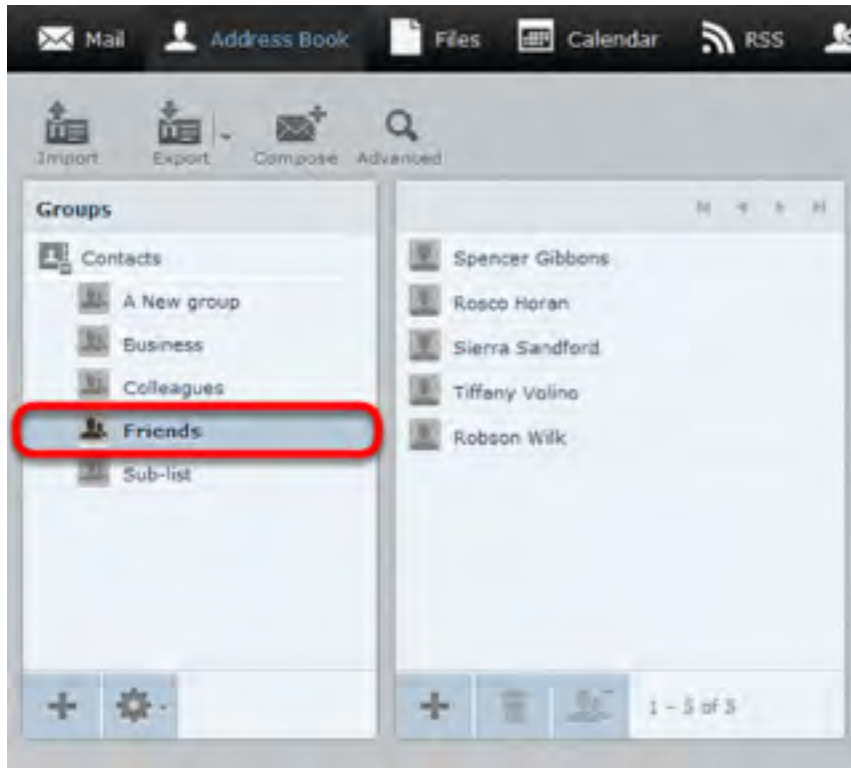 Mail Address Book Files Calendar RSS
Import Export Compose Advanced
Groups
Contacts
A New group
Business
Colleagues
Friends
Sub-list
Spencer Gibbons
Rosco Horan
Sierra Sandford
Tiffany Volino
Robson Wilk
1 – 5 of 5